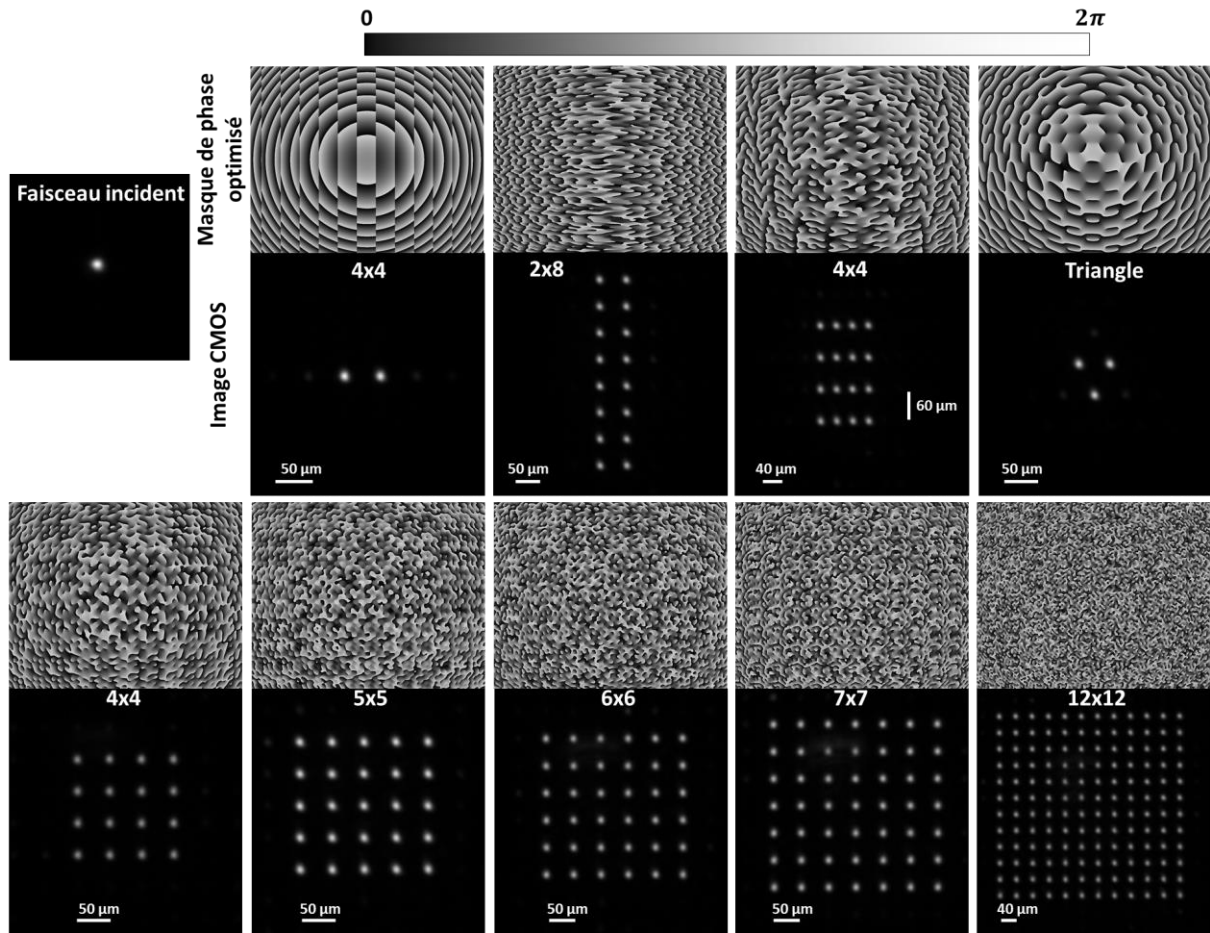 0 2π
Masque de phase
optimisé
Faisceau incident
Image CMOS
4x4 2x8 4x4 Triangle
60 µm
50 µm 50 µm 40 µm 50 µm
4x4 5x5 6x6 7x7 12x12
50 µm 50 µm 50 µm 50 µm 40 µm